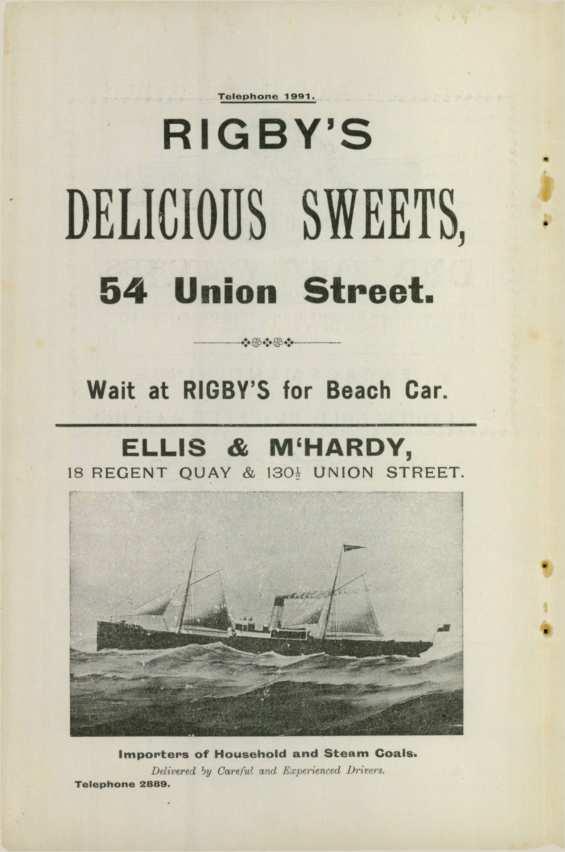 Telephone 1991.
RIGBY'S
DELICIOUS SWEETS,
54 Union Street.
Wait at RIGBY'S for Beach Car.
ELLIS & M‘HARDY,
18 REGENT QUAY & 130½ UNION STREET.
Importers of Household and Steam Coals.
Delivered by Careful and Experienced Drivers.
Telephone 2889.